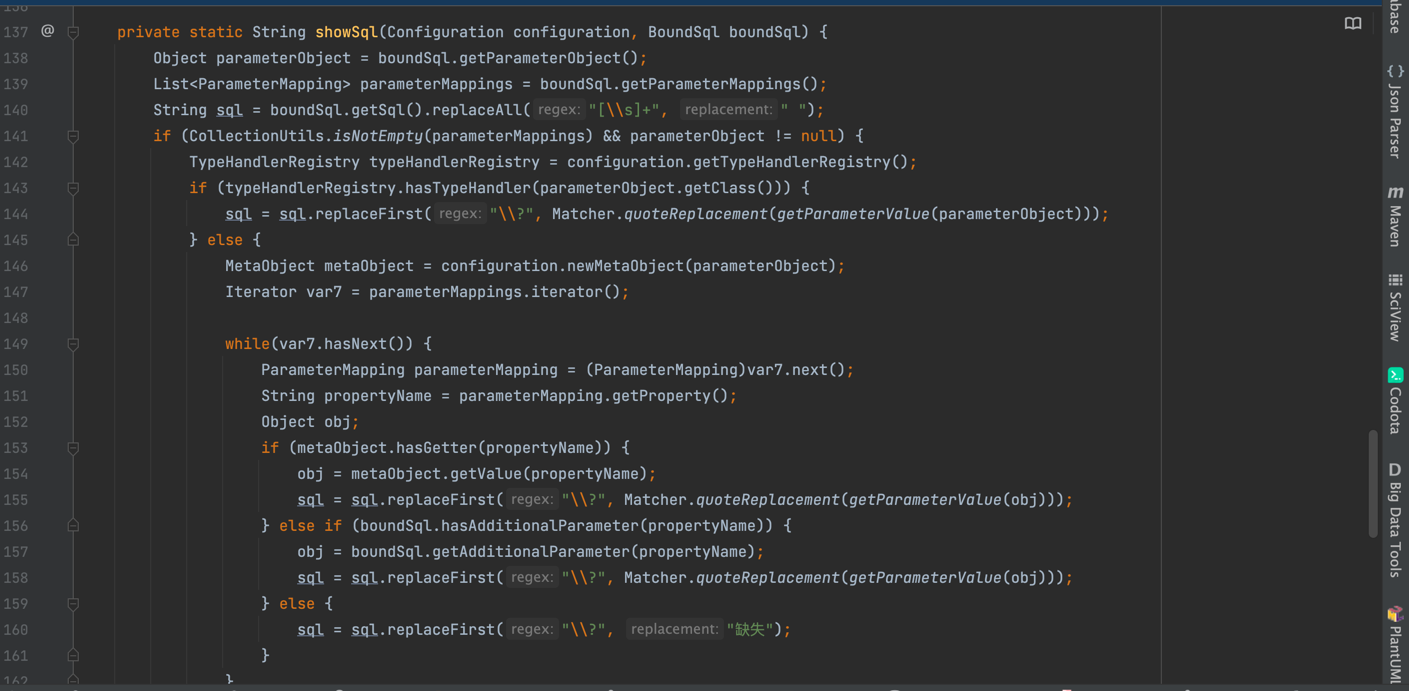 136
137 @ private static String showSql(Configuration configuration, BoundSql boundSql) {
138 Object parameterObject = boundSql.getParameterObject();
139 List<ParameterMapping> parameterMappings = boundSql.getParameterMappings();
140 String sql = boundSql.getSql().replaceAll( regex: "[\\s]+", replacement: " ");
141 if (CollectionUtils.isNotEmpty(parameterMappings) && parameterObject != null) {
142 TypeHandlerRegistry typeHandlerRegistry = configuration.getTypeHandlerRegistry();
143 if (typeHandlerRegistry.hasTypeHandler(parameterObject.getClass())) {
144 sql = sql.replaceFirst( regex: "\\?", Matcher.quoteReplacement(getParameterValue(parameterObject)));
145 } else {
146 MetaObject metaObject = configuration.newMetaObject(parameterObject);
147 Iterator var7 = parameterMappings.iterator();
148
149 while(var7.hasNext()) {
150 ParameterMapping parameterMapping = (ParameterMapping)var7.next();
151 String propertyName = parameterMapping.getProperty();
152 Object obj;
153 if (metaObject.hasGetter(propertyName)) {
154 obj = metaObject.getValue(propertyName);
155 sql = sql.replaceFirst( regex: "\\?", Matcher.quoteReplacement(getParameterValue(obj)));
156 } else if (boundSql.hasAdditionalParameter(propertyName)) {
157 obj = boundSql.getAdditionalParameter(propertyName);
158 sql = sql.replaceFirst( regex: "\\?", Matcher.quoteReplacement(getParameterValue(obj)));
159 } else {
160 sql = sql.replaceFirst( regex: "\\?", replacement: "缺失");
161 }
162 }
abase
{ } Json Parser
m Maven
SciView
Codota
D Big Data Tools
PlantUML